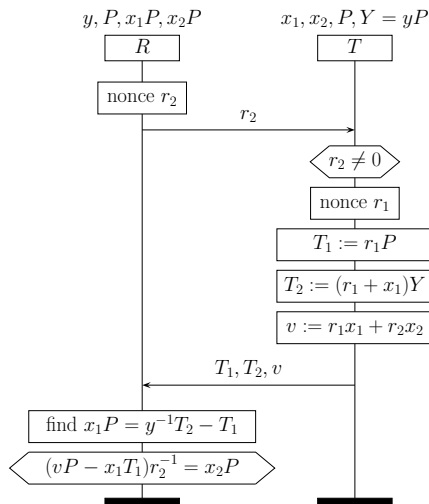 y, P, x₁P, x₂P
x₁, x₂, P, Y = yP
R
T
nonce r₂
r₂
r₂ ≠ 0
nonce r₁
T₁ := r₁P
T₂ := (r₁ + x₁)Y
v := r₁x₁ + r₂x₂
T₁, T₂, v
find x₁P = y⁻¹T₂ − T₁
(vP − x₁T₁)r₂⁻¹ = x₂P